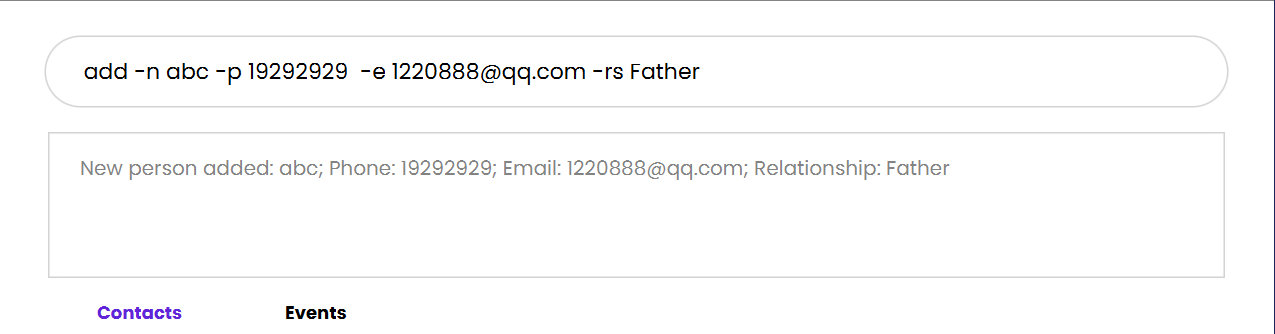 add -n abc -p 19292929  -e 1220888@qq.com -rs Father
New person added: abc; Phone: 19292929; Email: 1220888@qq.com; Relationship: Father
Contacts Events